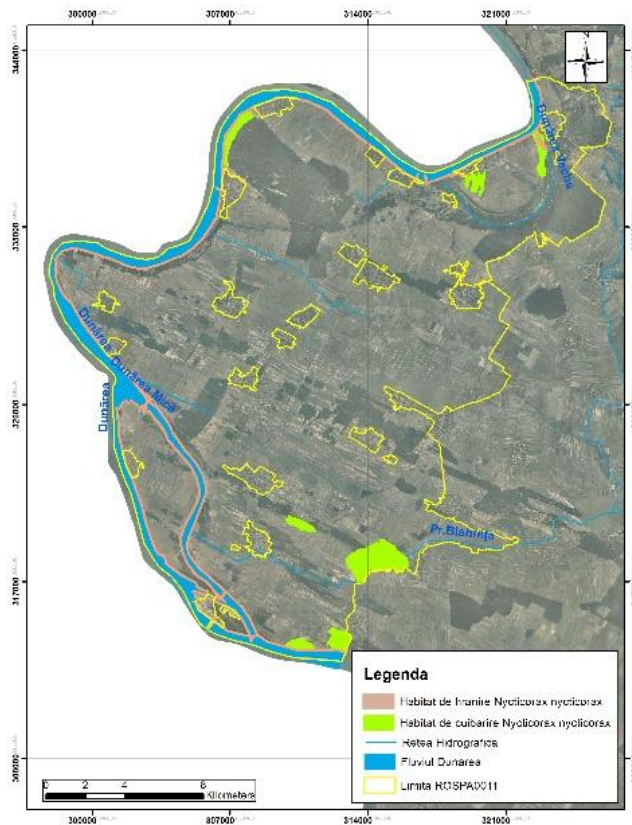 300000
307000
314000
321000
344000
N
Dunărea Veche
Dunărea
Dunărea Mică
Dunărea
Pr.Blahnița
317000
Legenda
Habitat de hranire Nycticorax nycticorax
Habitat de cuibarire Nycticorax nycticorax
Retea Hidrografica
Fluviul Dunarea
Limita ROSPA0011
0 2 4 8
Kilometers
300000
307000
314000
321000